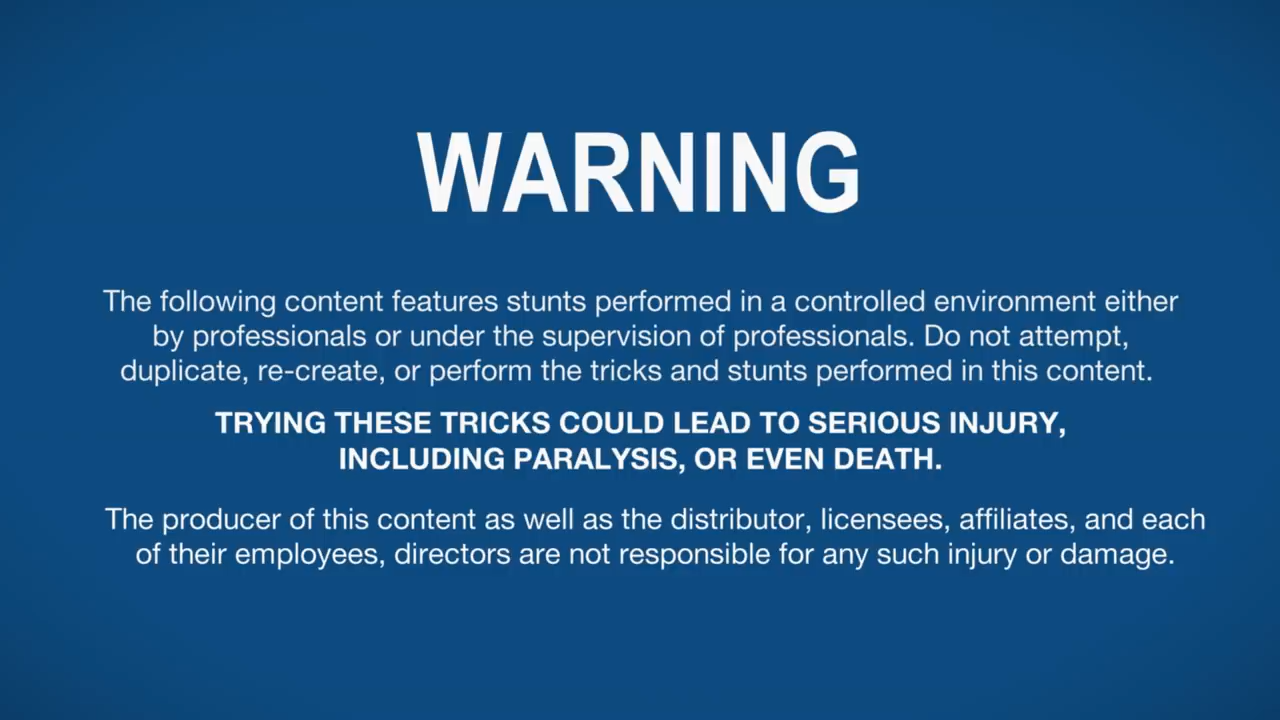 WARNING
The following content features stunts performed in a controlled environment either
by professionals or under the supervision of professionals. Do not attempt,
duplicate, re-create, or perform the tricks and stunts performed in this content.
TRYING THESE TRICKS COULD LEAD TO SERIOUS INJURY,
INCLUDING PARALYSIS, OR EVEN DEATH.
The producer of this content as well as the distributor, licensees, affiliates, and each
of their employees, directors are not responsible for any such injury or damage.